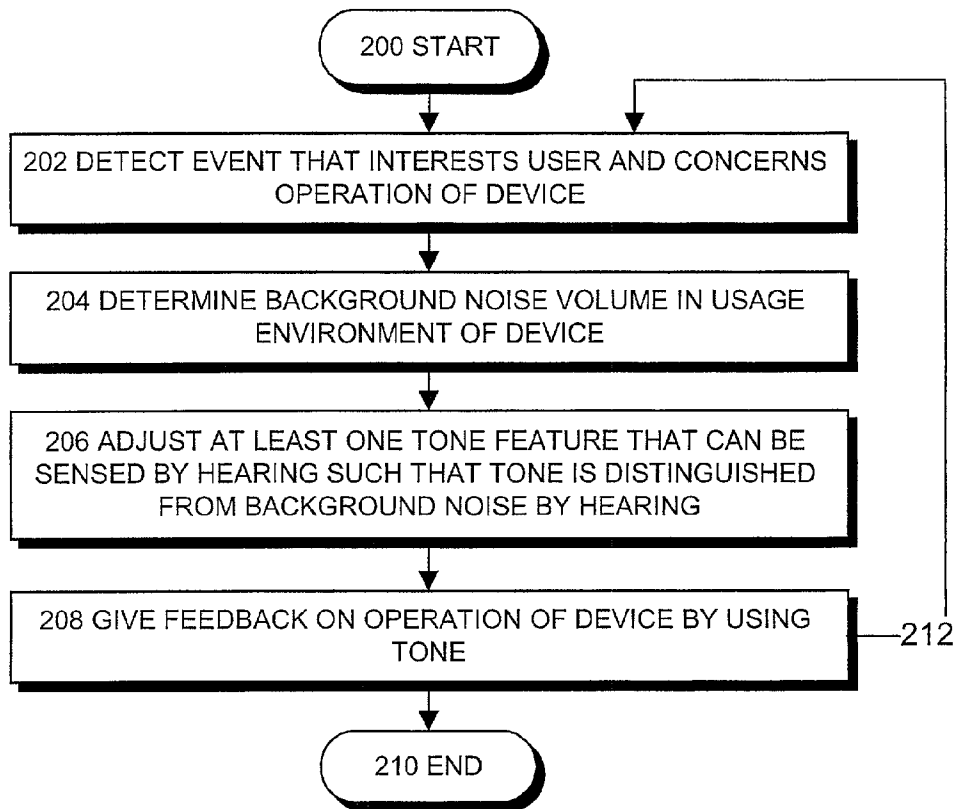 200 START
202 DETECT EVENT THAT INTERESTS USER AND CONCERNS
OPERATION OF DEVICE
204 DETERMINE BACKGROUND NOISE VOLUME IN USAGE
ENVIRONMENT OF DEVICE
206 ADJUST AT LEAST ONE TONE FEATURE THAT CAN BE
SENSED BY HEARING SUCH THAT TONE IS DISTINGUISHED
FROM BACKGROUND NOISE BY HEARING
208 GIVE FEEDBACK ON OPERATION OF DEVICE BY USING
TONE
212
210 END